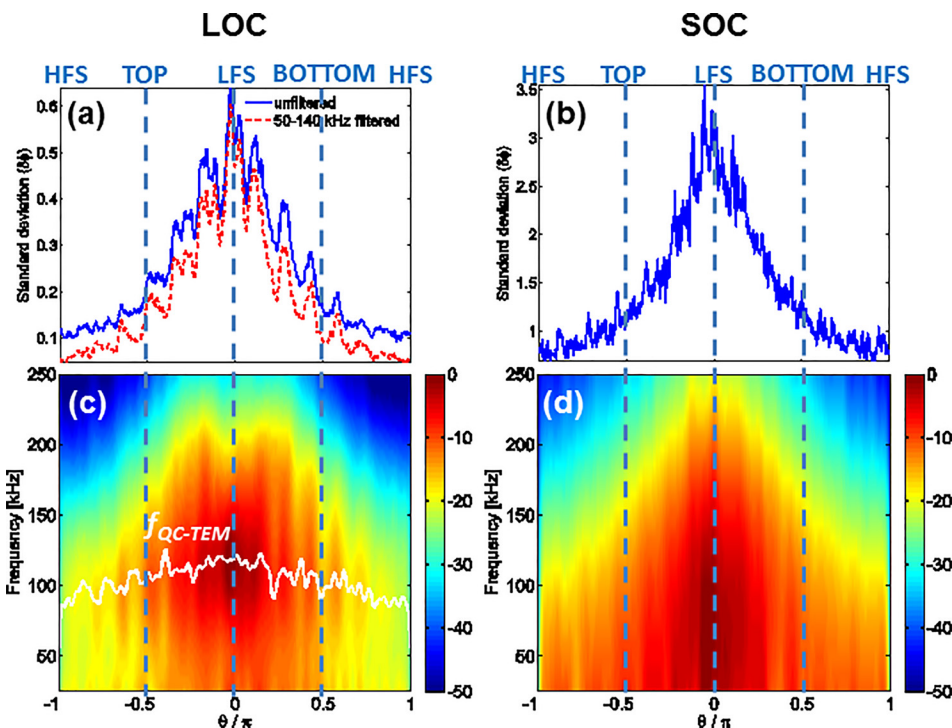 LOC SOC
HFS TOP LFS BOTTOM HFS HFS TOP LFS BOTTOM HFS
(a) unfiltered
50-140 kHz filtered
Standard deviation (δϕ)
0.6
0.5
0.4
0.3
0.2
0.1
(b)
Standard deviation (δϕ)
3.5
3
2.5
2
1.5
1
(c)
f QC-TEM
Frequency [kHz]
250
200
150
100
50
-1 -0.5 0 0.5 1
θ / π
0
-10
-20
-30
-40
-50
(d)
Frequency [kHz]
250
200
150
100
50
-1 -0.5 0 0.5 1
θ / π
0
-10
-20
-30
-40
-50